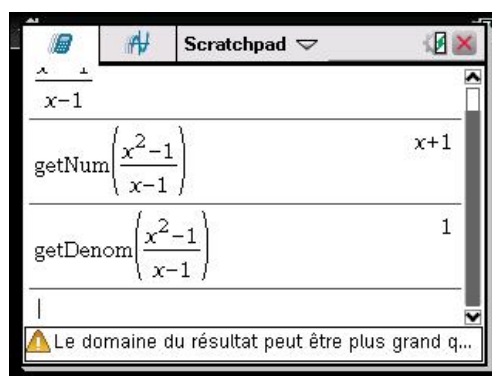 Scratchpad
x-1
getNum(x²-1/x-1) x+1
getDenom(x²-1/x-1) 1
Le domaine du résultat peut être plus grand q...